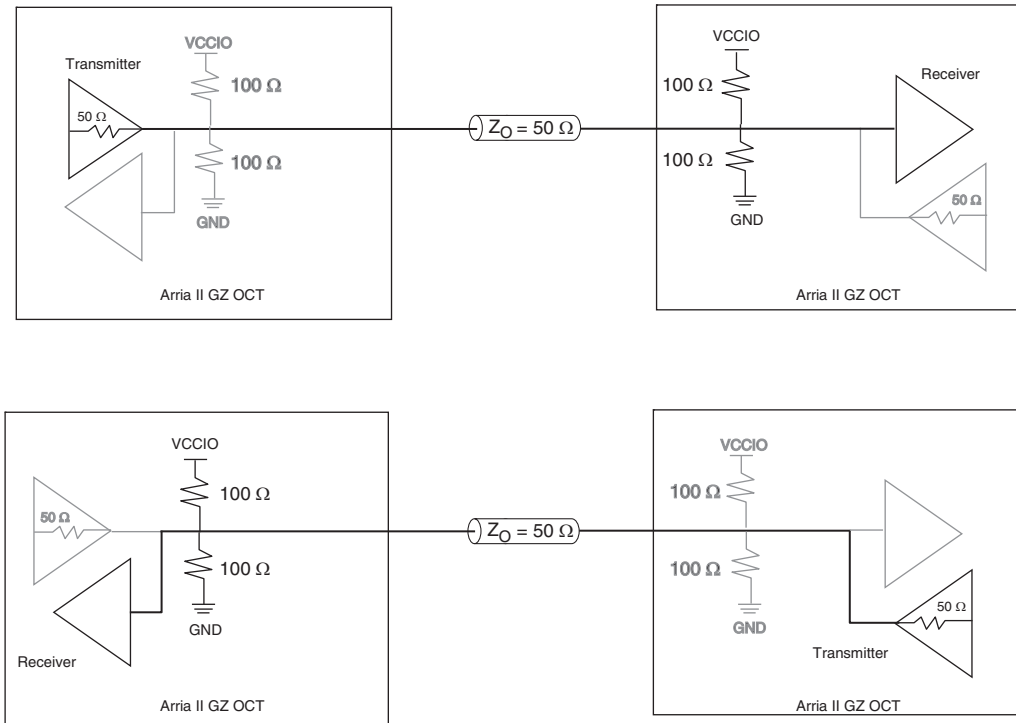 VCCIO
Transmitter
100 Ω
50 Ω
100 Ω
GND
Arria II GZ OCT
ZO = 50 Ω
VCCIO
Receiver
100 Ω
100 Ω
50 Ω
GND
Arria II GZ OCT
VCCIO
100 Ω
50 Ω
100 Ω
GND
Receiver
Arria II GZ OCT
ZO = 50 Ω
VCCIO
100 Ω
100 Ω
50 Ω
GND
Transmitter
Arria II GZ OCT